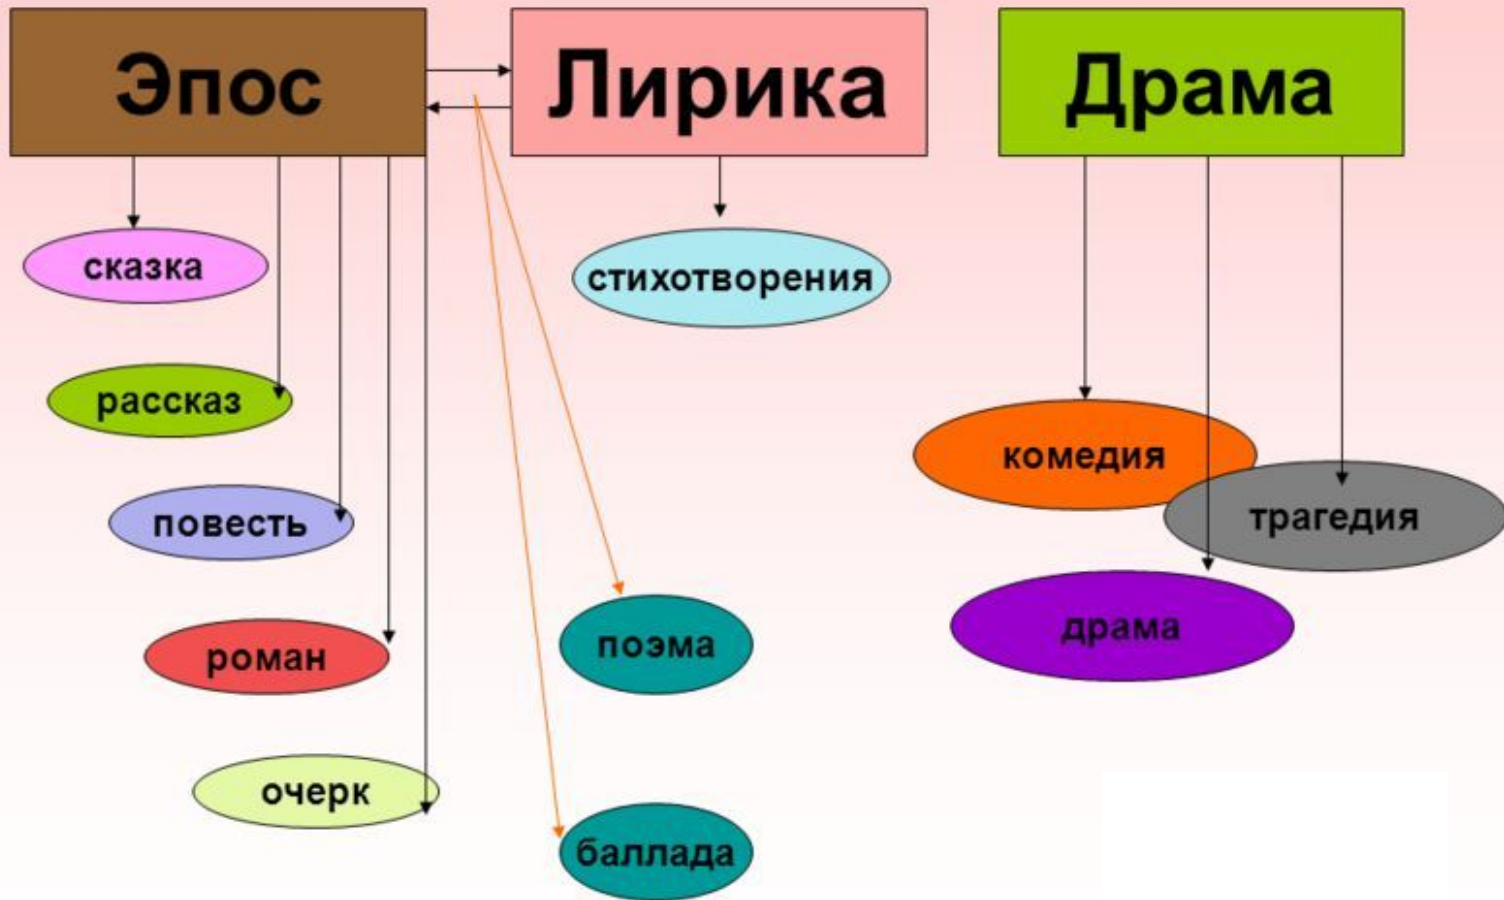 Эпос
Лирика
Драма
сказка
стихотворения
рассказ
комедия
повесть
трагедия
роман
поэма
драма
очерк
баллада